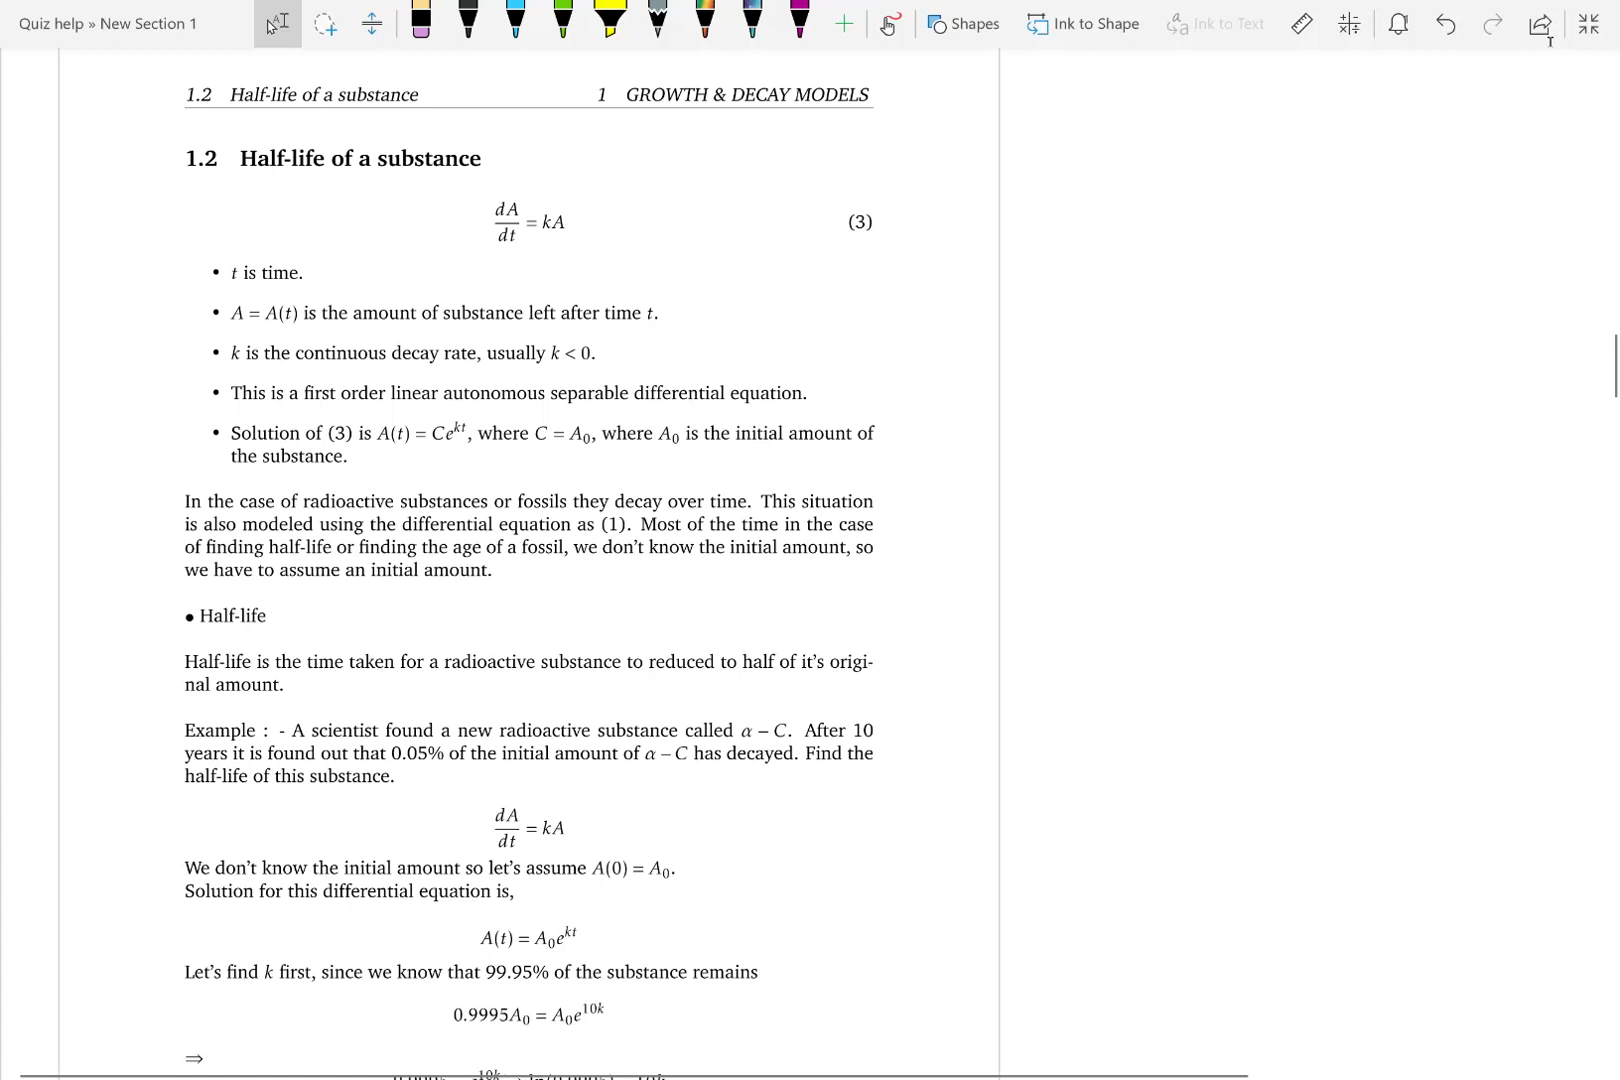 Quiz help » New Section 1
Shapes
Ink to Shape
Ink to Text
1.2 Half-life of a substance 1 GROWTH & DECAY MODELS
1.2 Half-life of a substance
dA/dt = kA (3)
• t is time.
• A = A(t) is the amount of substance left after time t.
• k is the continuous decay rate, usually k < 0.
• This is a first order linear autonomous separable differential equation.
• Solution of (3) is A(t) = Ce^{kt}, where C = A₀, where A₀ is the initial amount of
the substance.
In the case of radioactive substances or fossils they decay over time. This situation
is also modeled using the differential equation as (1). Most of the time in the case
of finding half-life or finding the age of a fossil, we don't know the initial amount, so
we have to assume an initial amount.
• Half-life
Half-life is the time taken for a radioactive substance to reduced to half of it's origi-
nal amount.
Example : - A scientist found a new radioactive substance called α – C. After 10
years it is found out that 0.05% of the initial amount of α – C has decayed. Find the
half-life of this substance.
dA/dt = kA
We don't know the initial amount so let's assume A(0) = A₀.
Solution for this differential equation is,
A(t) = A₀e^{kt}
Let's find k first, since we know that 99.95% of the substance remains
0.9995A₀ = A₀e^{10k}
⇒